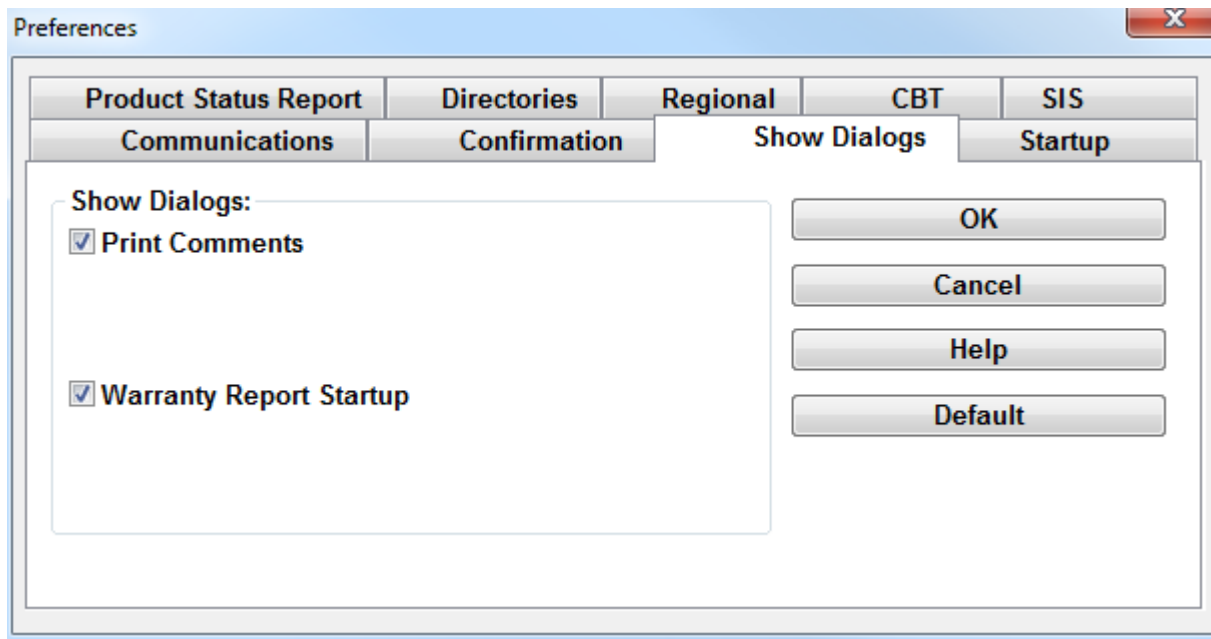 Preferences
Product Status Report Directories Regional CBT SIS
Communications Confirmation Show Dialogs Startup
Show Dialogs:
Print Comments
Warranty Report Startup
OK
Cancel
Help
Default